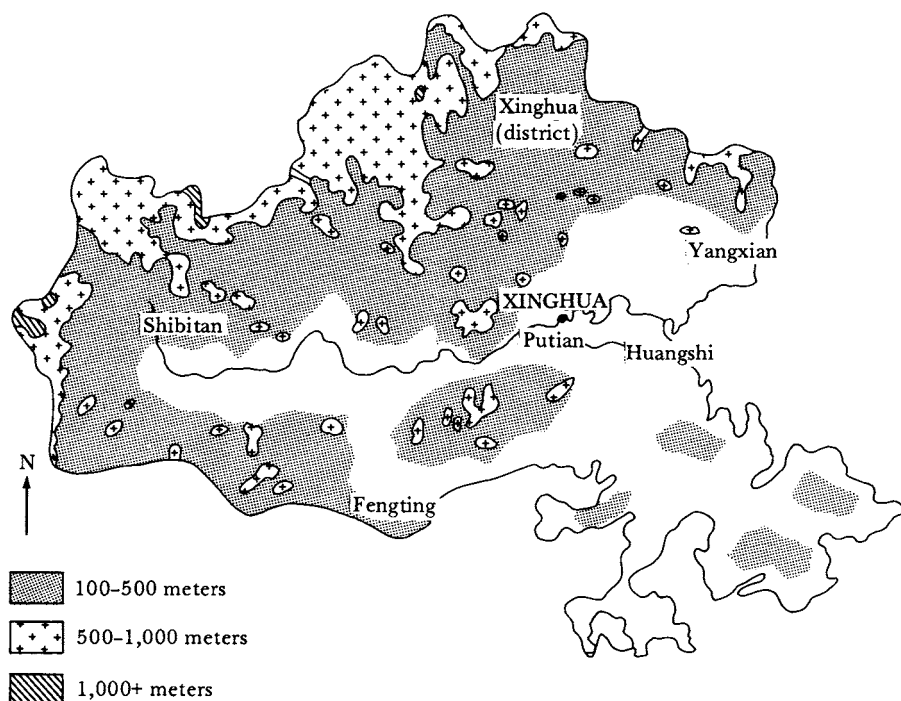 Xinghua
(district)
Yangxian
XINGHUA
Shibitan
Putian
Huangshi
N
Fengting
100–500 meters
500–1,000 meters
1,000+ meters